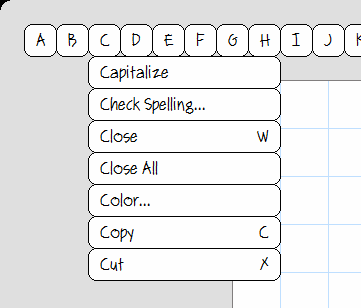 A B C D E F G H I J K
Capitalize
Check Spelling...
Close W
Close All
Color...
Copy C
Cut X